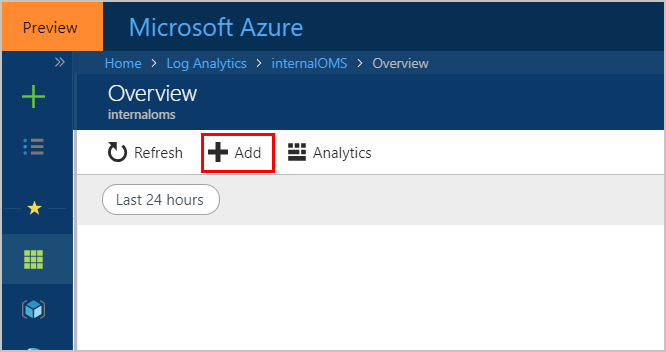 Preview
Microsoft Azure
Home > Log Analytics > internalOMS > Overview
Overview
internaloms
Refresh Add Analytics
Last 24 hours